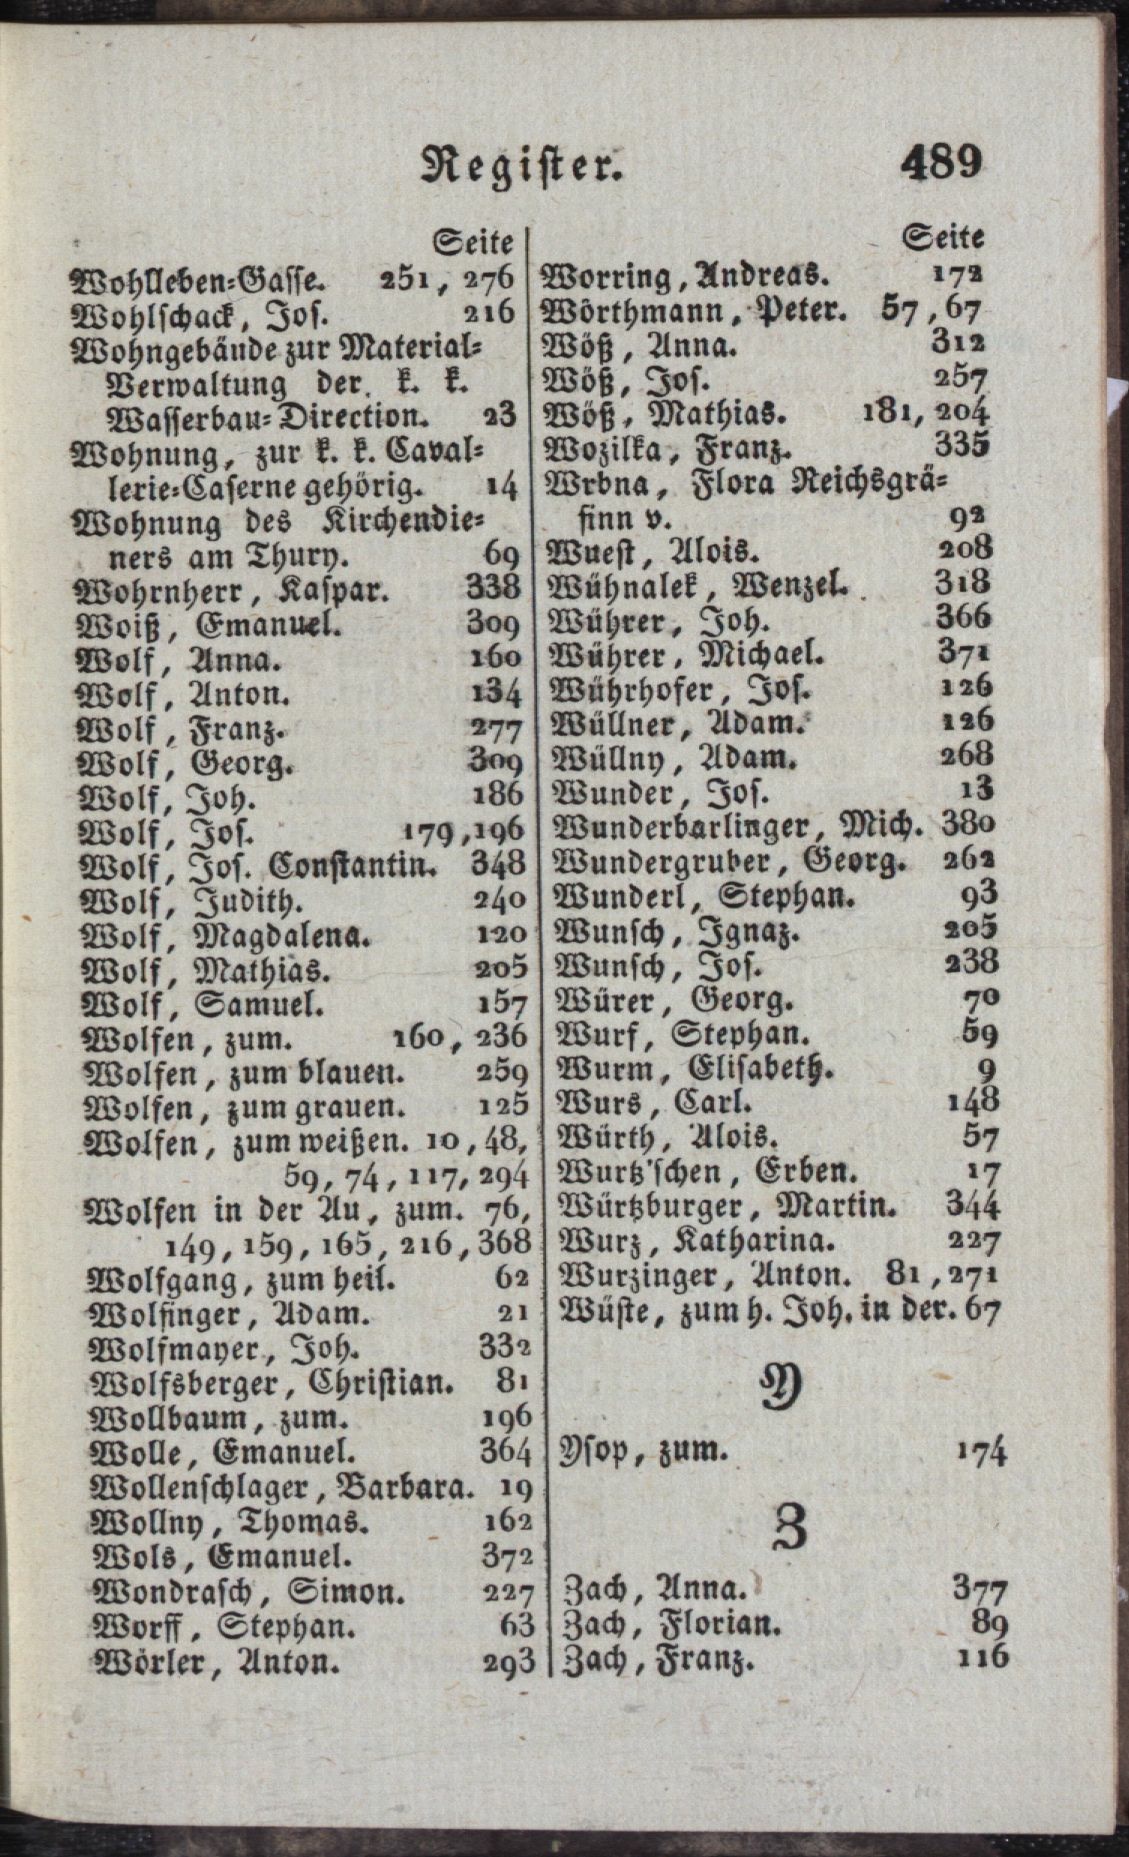 Register. 489
Seite
Wohlleben=Gasse. 251, 276
Wohlschack, Jos. 216
Wohngebäude zur Material=
Verwaltung der k. k.
Wasserbau=Direction. 23
Wohnung, zur k. k. Caval=
lerie=Caserne gehörig. 14
Wohnung des Kirchendie=
ners am Thury. 69
Wohrnherr, Kaspar. 338
Woiß, Emanuel. 309
Wolf, Anna. 160
Wolf, Anton. 134
Wolf, Franz. 277
Wolf, Georg. 309
Wolf, Joh. 186
Wolf, Jos. 179, 196
Wolf, Jos. Constantin. 348
Wolf, Judith. 240
Wolf, Magdalena. 120
Wolf, Mathias. 205
Wolf, Samuel. 157
Wolfen, zum. 160, 236
Wolfen, zum blauen. 259
Wolfen, zum grauen. 125
Wolfen, zum weißen. 10, 48,
59, 74, 117, 294
Wolfen in der Au, zum. 76,
149, 159, 165, 216, 368
Wolfgang, zum heil. 62
Wolfinger, Adam. 21
Wolfmayer, Joh. 332
Wolfsberger, Christian. 81
Wollbaum, zum. 196
Wolle, Emanuel. 364
Wollenschlager, Barbara. 19
Wollny, Thomas. 162
Wols, Emanuel. 372
Wondrasch, Simon. 227
Worff, Stephan. 63
Wörler, Anton. 293
Seite
Worring, Andreas. 172
Wörthmann, Peter. 57, 67
Wöß, Anna. 312
Wöß, Jos. 257
Wöß, Mathias. 181, 204
Wozilka, Franz. 335
Wrbna, Flora Reichsgrä=
finn v. 92
Wuest, Alois. 208
Wühnalek, Wenzel. 318
Wührer, Joh. 366
Wührer, Michael. 371
Wührhofer, Jos. 126
Wüllner, Adam. 126
Wüllny, Adam. 268
Wunder, Jos. 13
Wunderbarlinger, Mich. 380
Wundergruber, Georg. 262
Wunderl, Stephan. 93
Wunsch, Ignaz. 205
Wunsch, Jos. 238
Würer, Georg. 70
Wurf, Stephan. 59
Wurm, Elisabeth. 9
Wurs, Carl. 148
Würth, Alois. 57
Wurtz'schen, Erben. 17
Würtzburger, Martin. 344
Wurz, Katharina. 227
Wurzinger, Anton. 81, 271
Wüste, zum h. Joh. in der. 67
Y
Ysop, zum. 174
Z
Zach, Anna. 377
Zach, Florian. 89
Zach, Franz. 116